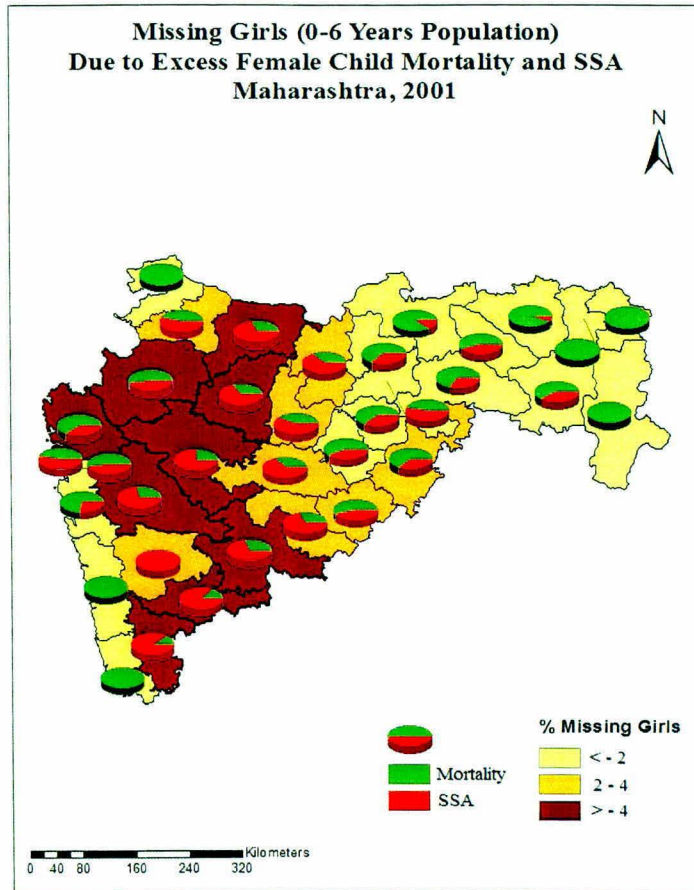 Missing Girls (0-6 Years Population)
Due to Excess Female Child Mortality and SSA
Maharashtra, 2001
N
% Missing Girls
Mortality
SSA
< - 2
2 - 4
> - 4
Kilometers
0 40 80 160 240 320